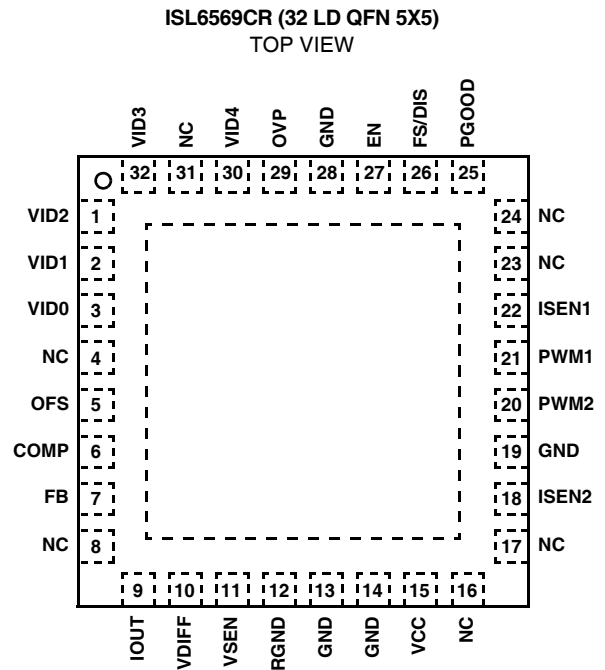 ISL6569CR (32 LD QFN 5X5)
TOP VIEW
VID3 NC VID4 OVP GND EN FS/DIS PGOOD
32 31 30 29 28 27 26 25
VID2 1 24 NC
VID1 2 23 NC
VID0 3 22 ISEN1
NC 4 21 PWM1
OFS 5 20 PWM2
COMP 6 19 GND
FB 7 18 ISEN2
NC 8 17 NC
9 10 11 12 13 14 15 16
IOUT VDIFF VSEN RGND GND GND VCC NC